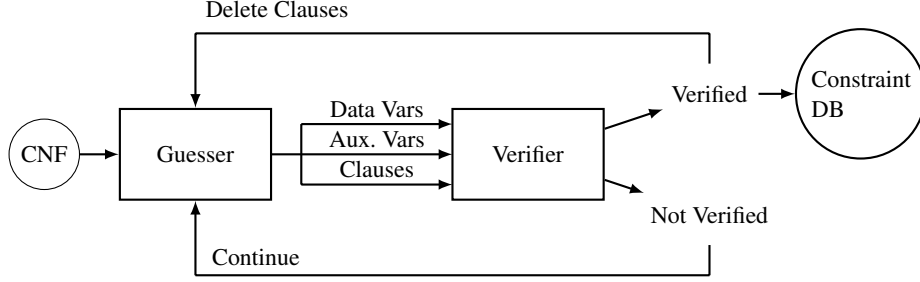 Delete Clauses
CNF
Guesser
Data Vars
Aux. Vars
Clauses
Verifier
Verified
Constraint
DB
Not Verified
Continue